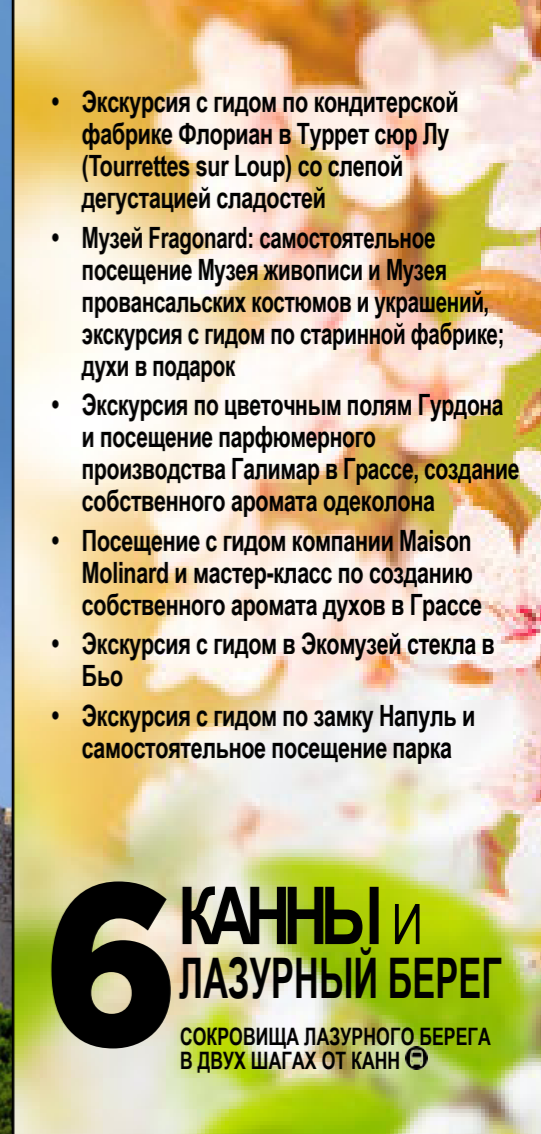 • Экскурсия с гидом по кондитерской
фабрике Флориан в Туррет сюр Лу
(Tourrettes sur Loup) со слепой
дегустацией сладостей
• Музей Fragonard: самостоятельное
посещение Музея живописи и Музея
провансальских костюмов и украшений,
экскурсия с гидом по старинной фабрике;
духи в подарок
• Экскурсия по цветочным полям Гурдона
и посещение парфюмерного
производства Галимар в Грассе, создание
собственного аромата одеколона
• Посещение с гидом компании Maison
Molinard и мастер-класс по созданию
собственного аромата духов в Грассе
• Экскурсия с гидом в Экомузей стекла в
Бьо
• Экскурсия с гидом по замку Напуль и
самостоятельное посещение парка
6
КАННЫ И
ЛАЗУРНЫЙ БЕРЕГ
СОКРОВИЩА ЛАЗУРНОГО БЕРЕГА
В ДВУХ ШАГАХ ОТ КАНН